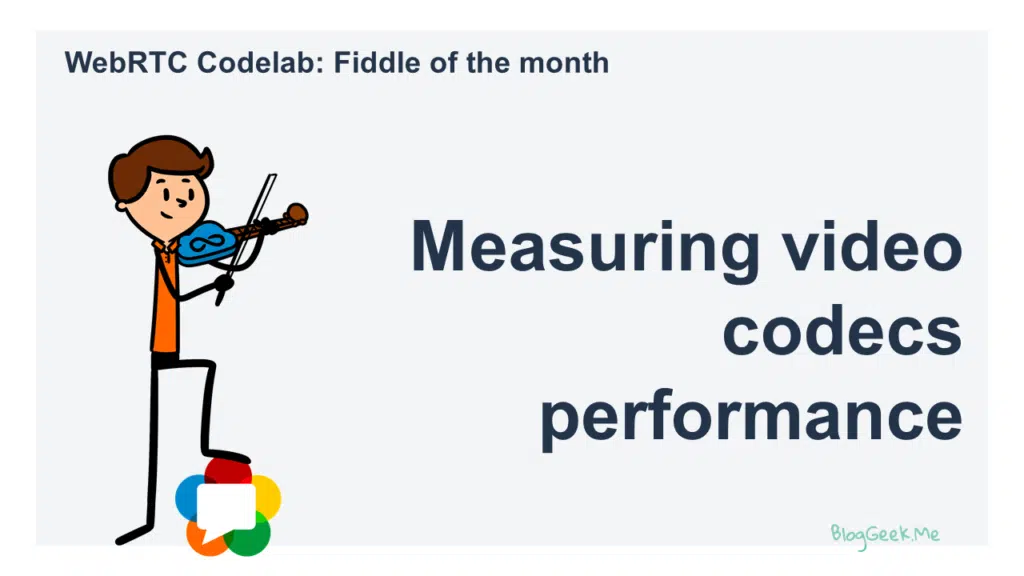 WebRTC Codelab: Fiddle of the month
Measuring video
codecs
performance
BlogGeek.Me